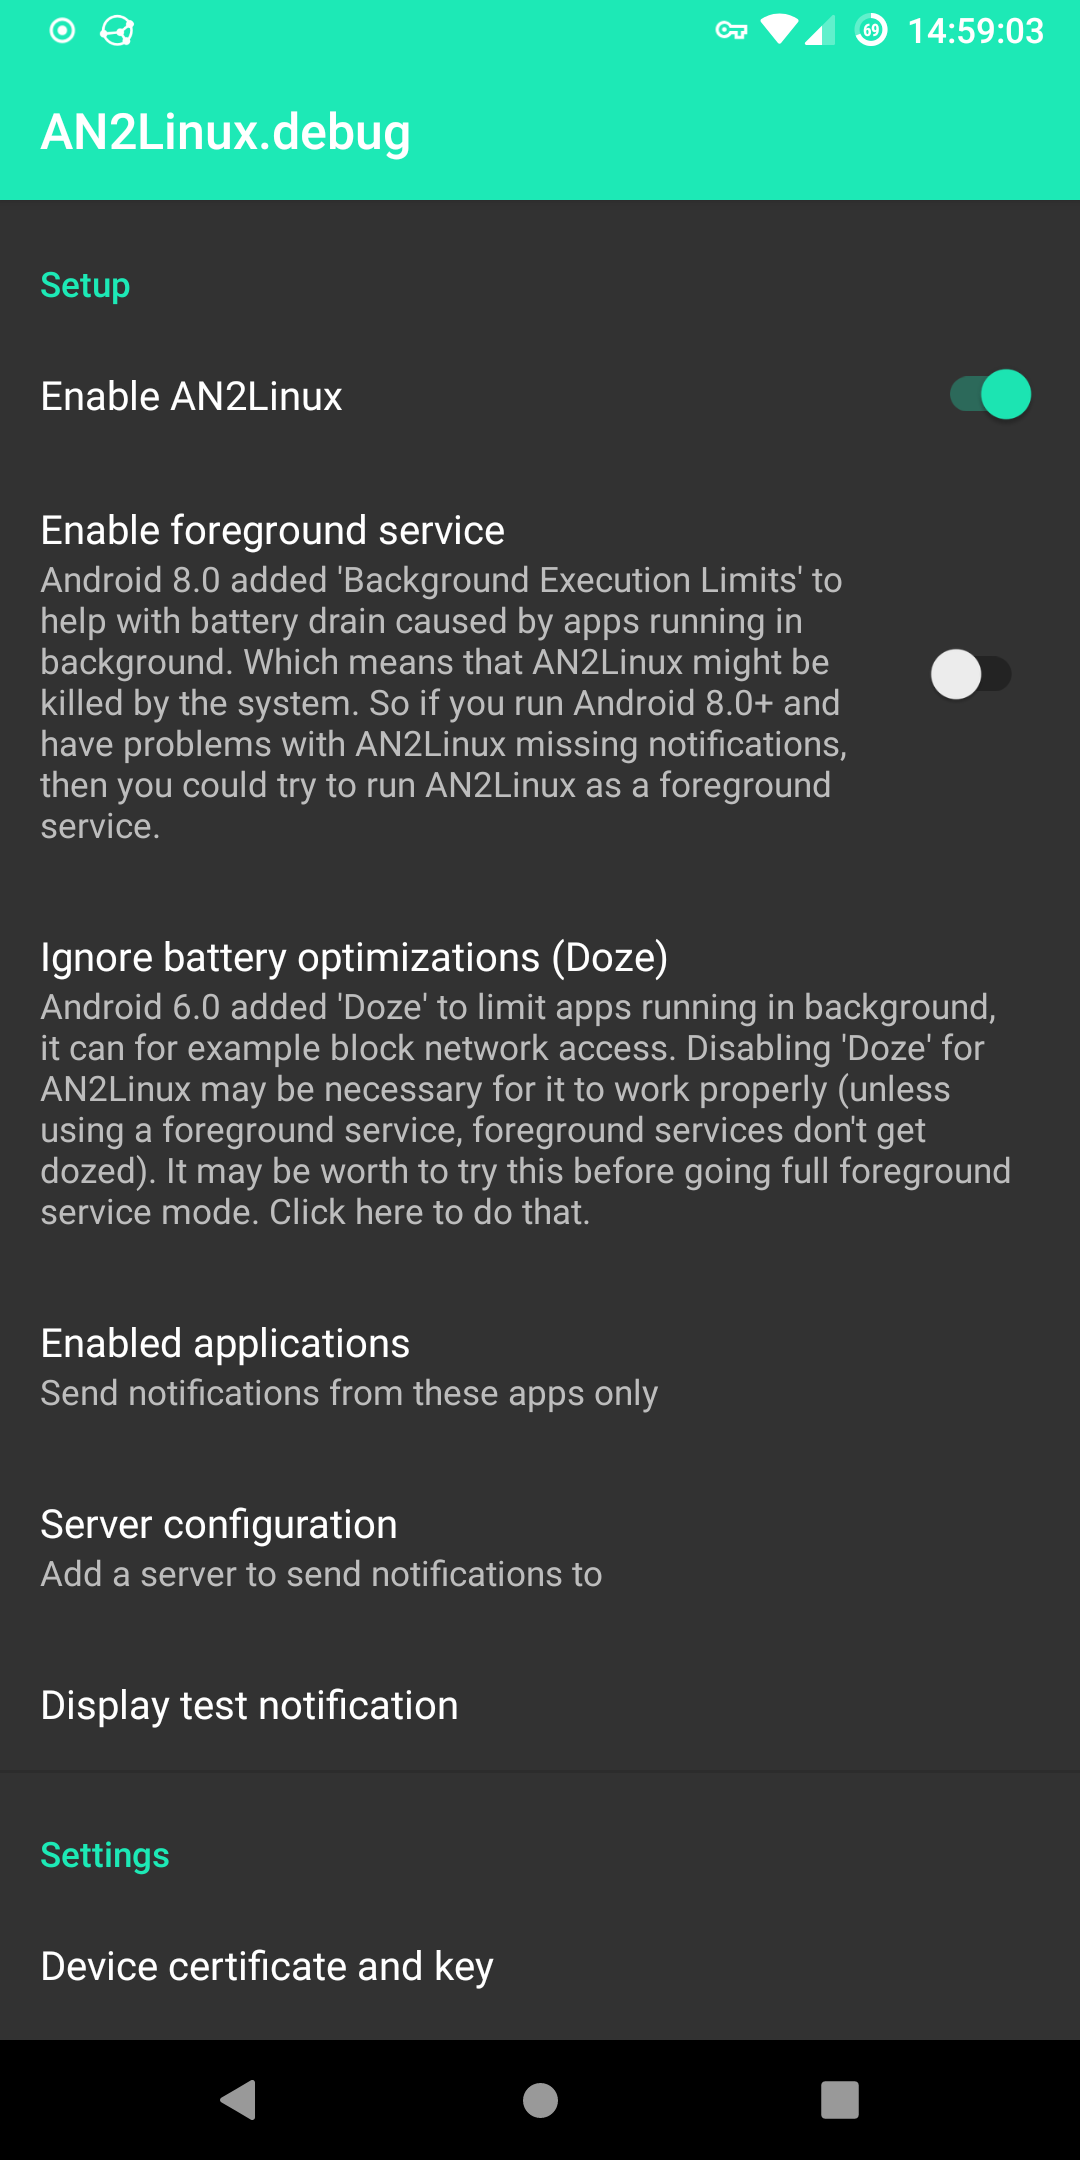 69 14:59:03
AN2Linux.debug
Setup
Enable AN2Linux
Enable foreground service
Android 8.0 added 'Background Execution Limits' to
help with battery drain caused by apps running in
background. Which means that AN2Linux might be
killed by the system. So if you run Android 8.0+ and
have problems with AN2Linux missing notifications,
then you could try to run AN2Linux as a foreground
service.
Ignore battery optimizations (Doze)
Android 6.0 added 'Doze' to limit apps running in background,
it can for example block network access. Disabling 'Doze' for
AN2Linux may be necessary for it to work properly (unless
using a foreground service, foreground services don't get
dozed). It may be worth to try this before going full foreground
service mode. Click here to do that.
Enabled applications
Send notifications from these apps only
Server configuration
Add a server to send notifications to
Display test notification
Settings
Device certificate and key